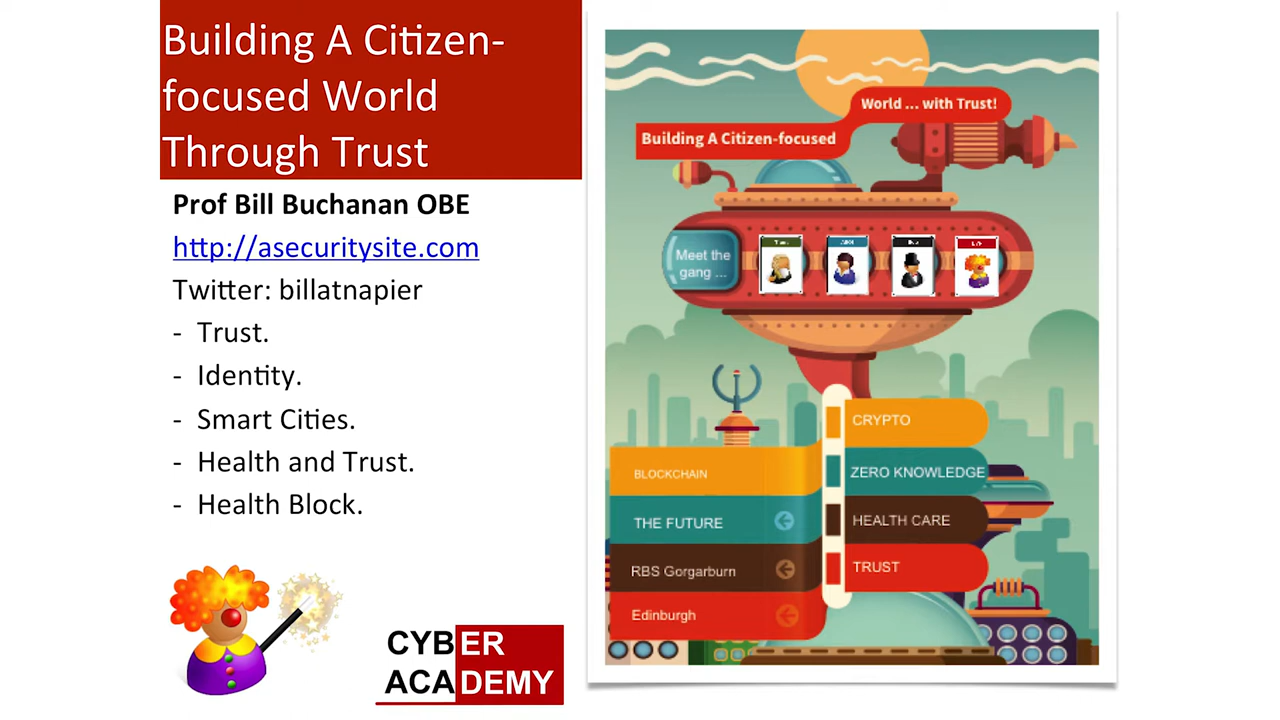 Building A Citizen-
focused World
Through Trust
Prof Bill Buchanan OBE
http://asecuritysite.com
Twitter: billatnapier
- Trust.
- Identity.
- Smart Cities.
- Health and Trust.
- Health Block.
CYBER
ACADEMY
World ... with Trust!
Building A Citizen-focused
Meet the
gang ...
CRYPTO
ZERO KNOWLEDGE
HEALTH CARE
TRUST
BLOCKCHAIN
THE FUTURE
RBS Gorgarburn
Edinburgh